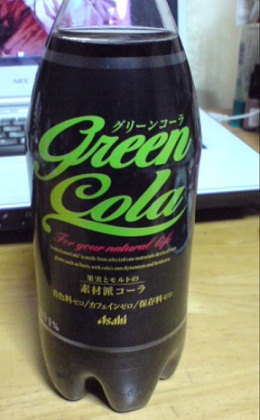 NEC
グリーンコーラ
Green
Cola
For your natural life
果実とモルトの
素材派コーラ
着色料ゼロ/カフェインゼロ/保存料ゼロ
Asahi
1%